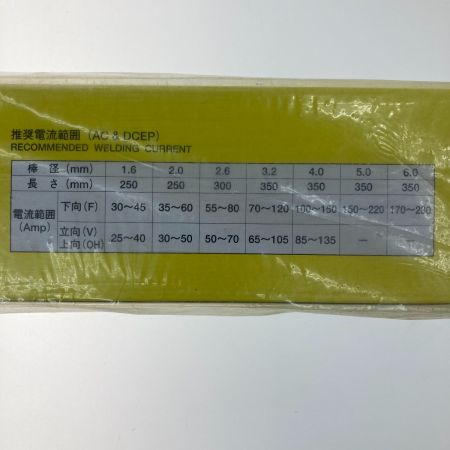 推奨電流範囲 (AC & DCEP)
RECOMMENDED WELDING CURRENT
棒 径 (mm) 1.6 2.0 2.6 3.2 4.0 5.0 6.0
長 さ (mm) 250 250 300 350 350 350 350
電流範囲 (Amp)
下向 (F) 30〜45 35〜60 55〜80 70〜120 100〜150 150〜220
立向 (V) 上向 (OH) 25〜40 30〜50 50〜70 65〜105 85〜135 —